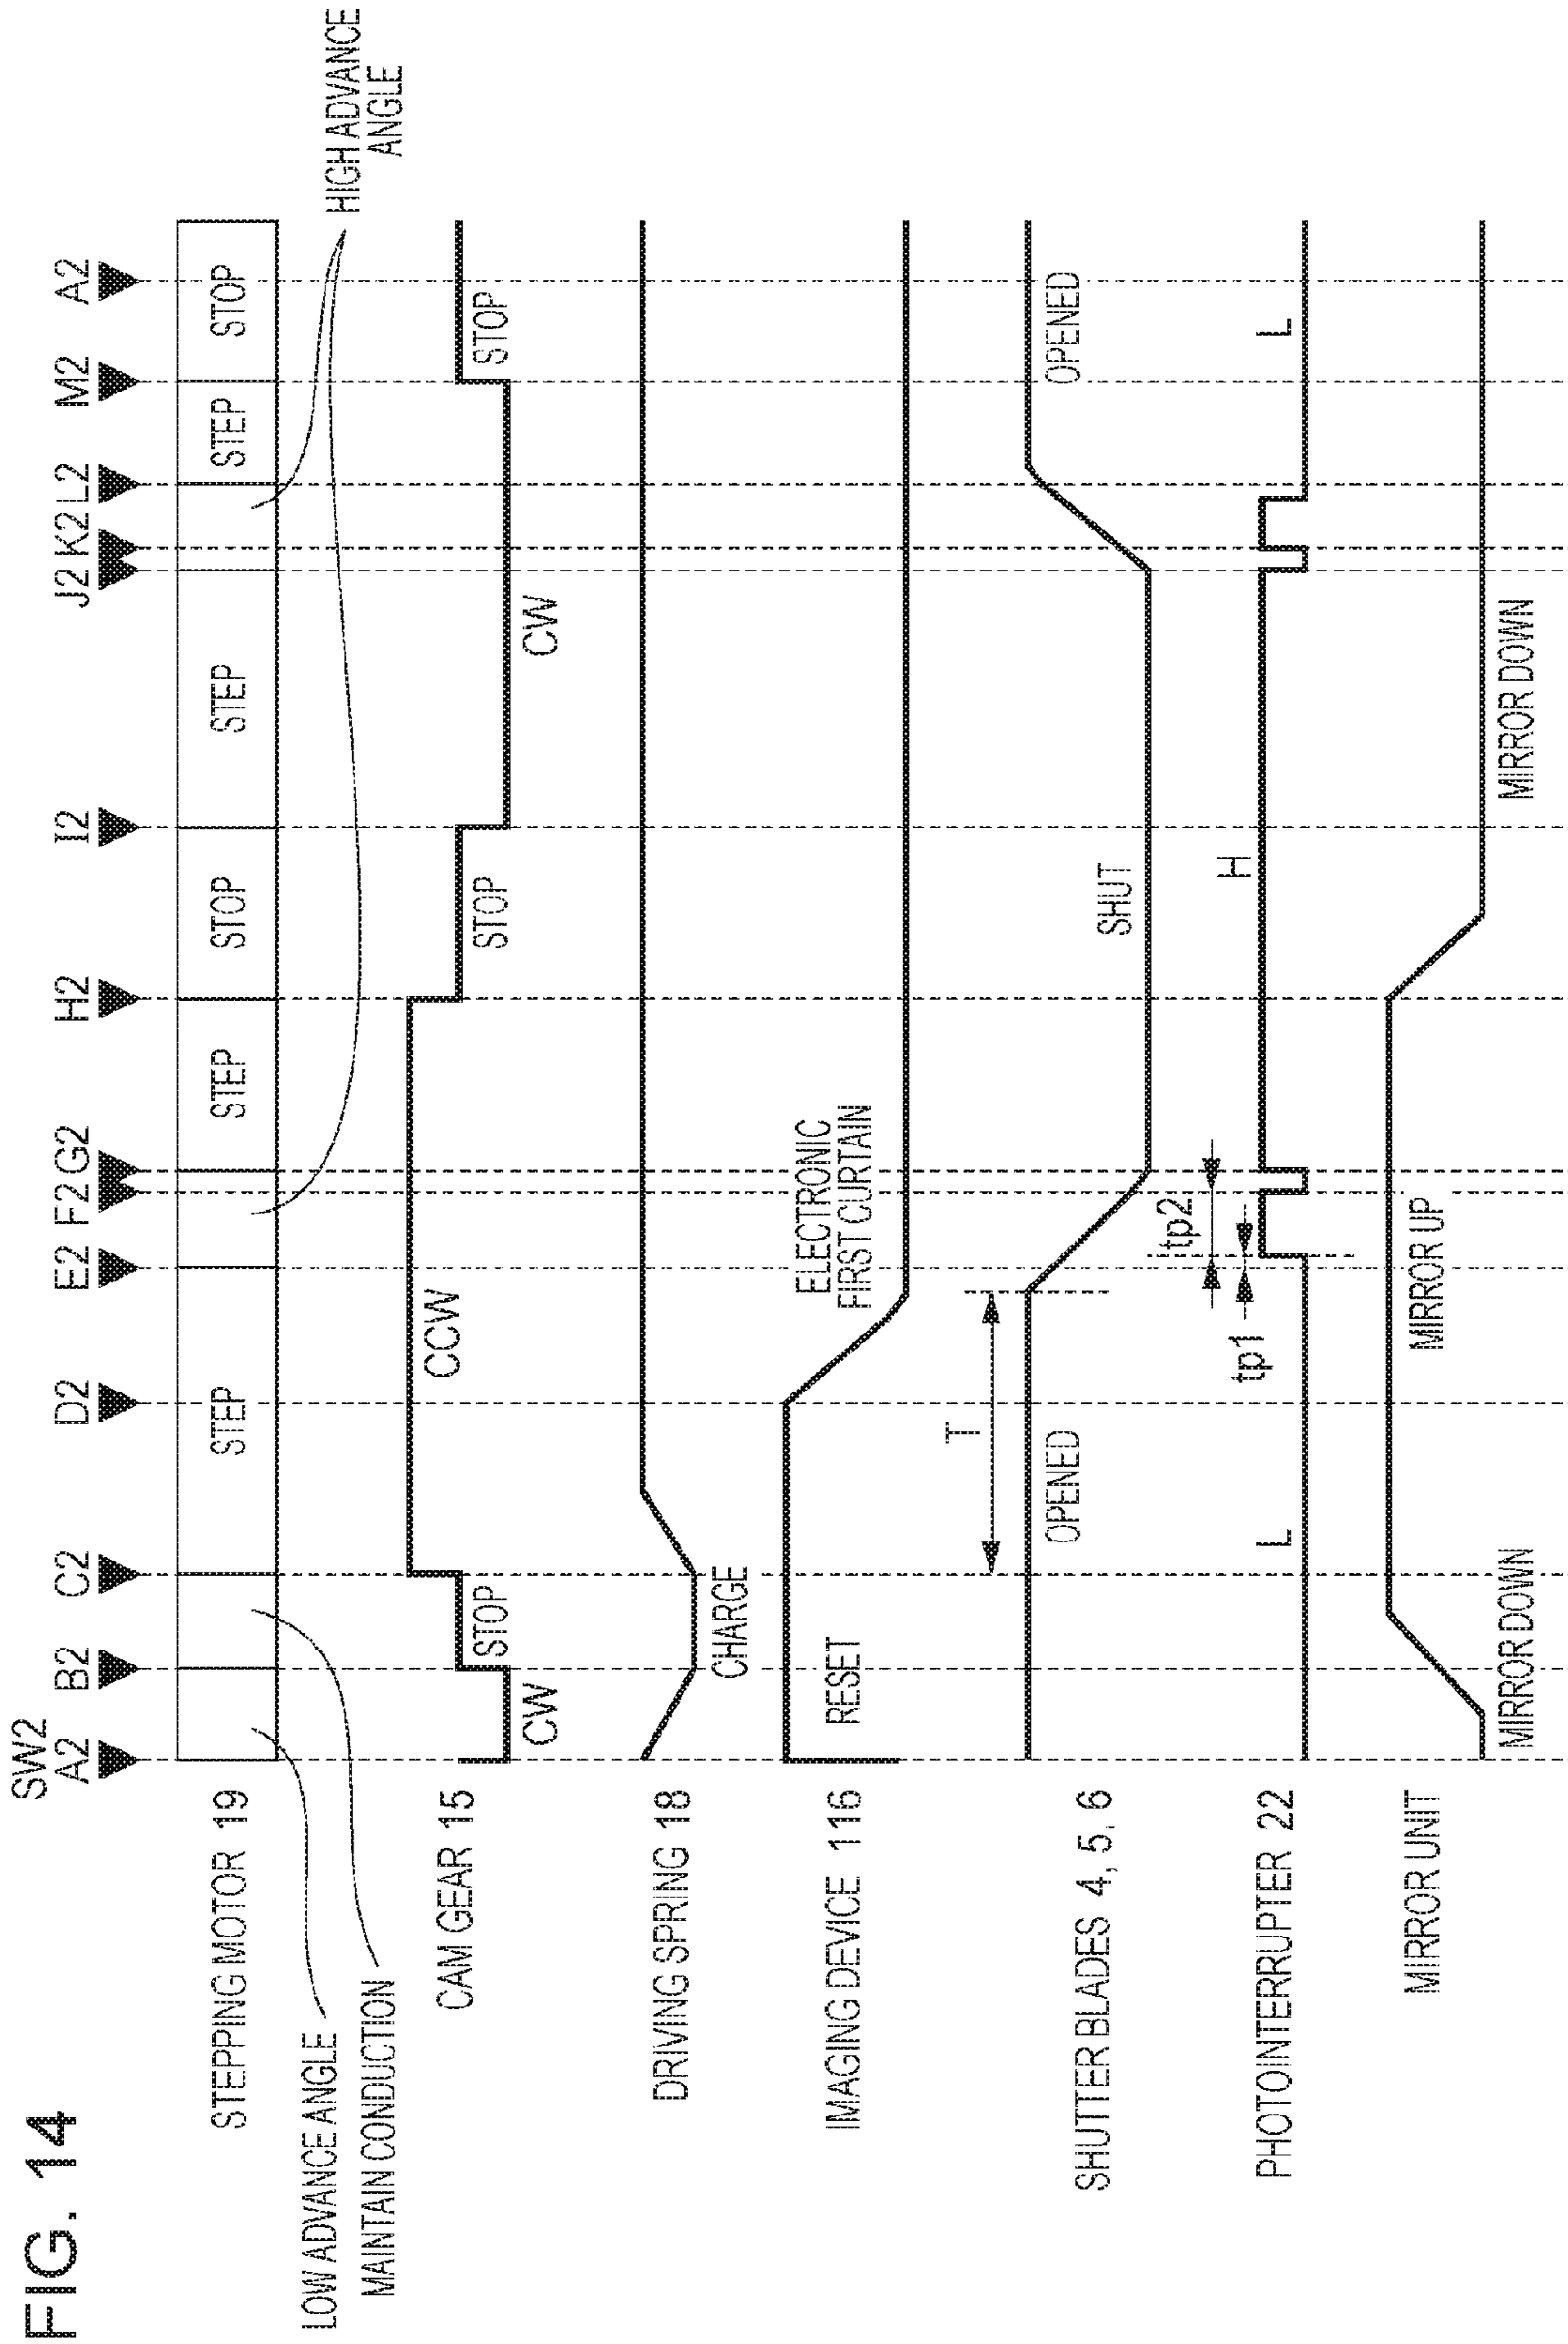 FIG. 14
SW2
A2
B2
C2
D2
E2
F2
G2
H2
I2
J2
K2
L2
M2
A2
STEPPING MOTOR 19
STEP
STEP
STOP
STEP
STEP
STOP
LOW ADVANCE ANGLE
MAINTAIN CONDUCTION
HIGH ADVANCE
ANGLE
CAM GEAR 15
CW
STOP
CCW
STOP
CW
STOP
DRIVING SPRING 18
CHARGE
IMAGING DEVICE 116
RESET
ELECTRONIC
FIRST CURTAIN
T
SHUTTER BLADES 4, 5, 6
OPENED
SHUT
OPENED
PHOTOINTERRUPTER 22
L
tp1
tp2
H
L
MIRROR UNIT
MIRROR DOWN
MIRROR UP
MIRROR DOWN